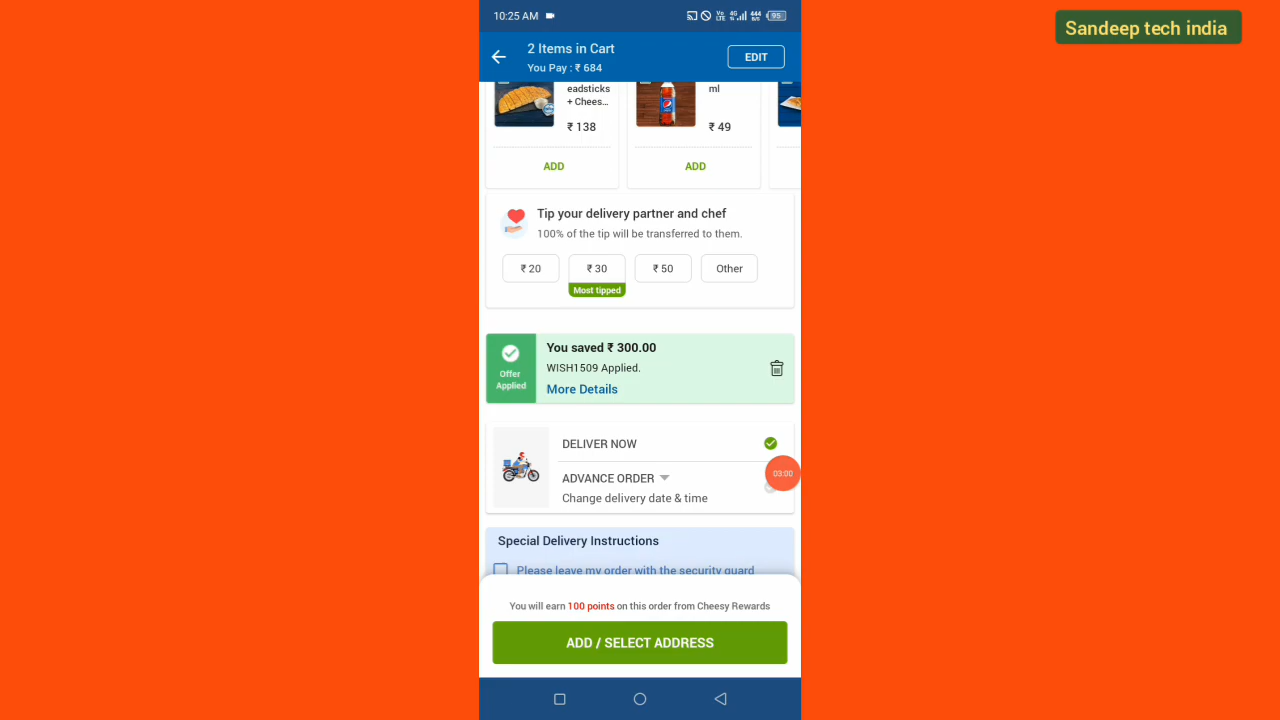 10:25 AM
Sandeep tech india
2 Items in Cart
You Pay : ₹ 684
EDIT
eadsticks
+ Chees...
₹ 138
ADD
ml
₹ 49
ADD
Tip your delivery partner and chef
100% of the tip will be transferred to them.
₹ 20
₹ 30
₹ 50
Other
Most tipped
Offer
Applied
You saved ₹ 300.00
WISH1509 Applied.
More Details
DELIVER NOW
ADVANCE ORDER
Change delivery date & time
03:00
Special Delivery Instructions
Please leave my order with the security guard
You will earn 100 points on this order from Cheesy Rewards
ADD / SELECT ADDRESS